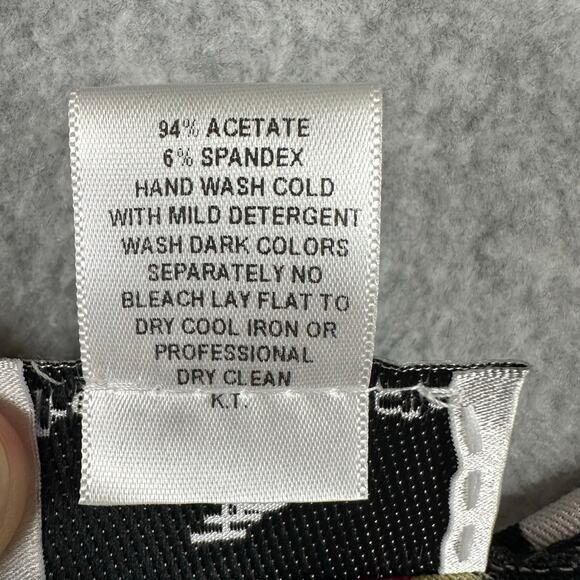 94% ACETATE
6% SPANDEX
HAND WASH COLD
WITH MILD DETERGENT
WASH DARK COLORS
SEPARATELY NO
BLEACH LAY FLAT TO
DRY COOL IRON OR
PROFESSIONAL
DRY CLEAN
K.T.